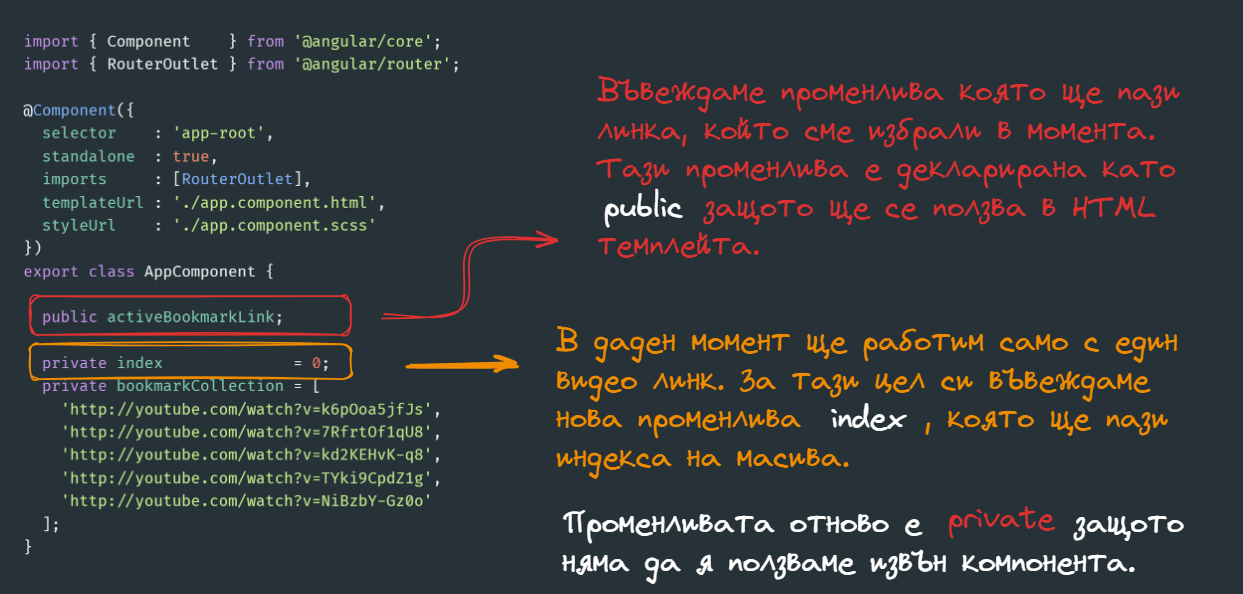 import { Component    } from '@angular/core';
import { RouterOutlet } from '@angular/router';
@Component({
  selector    : 'app-root',
  standalone  : true,
  imports     : [RouterOutlet],
  templateUrl : './app.component.html',
  styleUrl    : './app.component.scss'
})
export class AppComponent {
  public activeBookmarkLink;
  private index              = 0;
  private bookmarkCollection = [
    'http://youtube.com/watch?v=k6pOoa5jfJs',
    'http://youtube.com/watch?v=7RfrtOf1qU8',
    'http://youtube.com/watch?v=kd2KEHvK-q8',
    'http://youtube.com/watch?v=TYki9CpdZ1g',
    'http://youtube.com/watch?v=NiBzbY-Gz0o'
  ];
}
Въвеждаме променлива която ще пази
линка, който сме избрали в момента.
Тази променлива е декларирана като
public защото ще се ползва в HTML
темплейта.
В даден момент ще работим само с един
видео линк. За тази цел си въвеждаме
нова променлива index , която ще пази
индекса на масива.
Променливата отново е private защото
няма да я ползваме извън компонента.